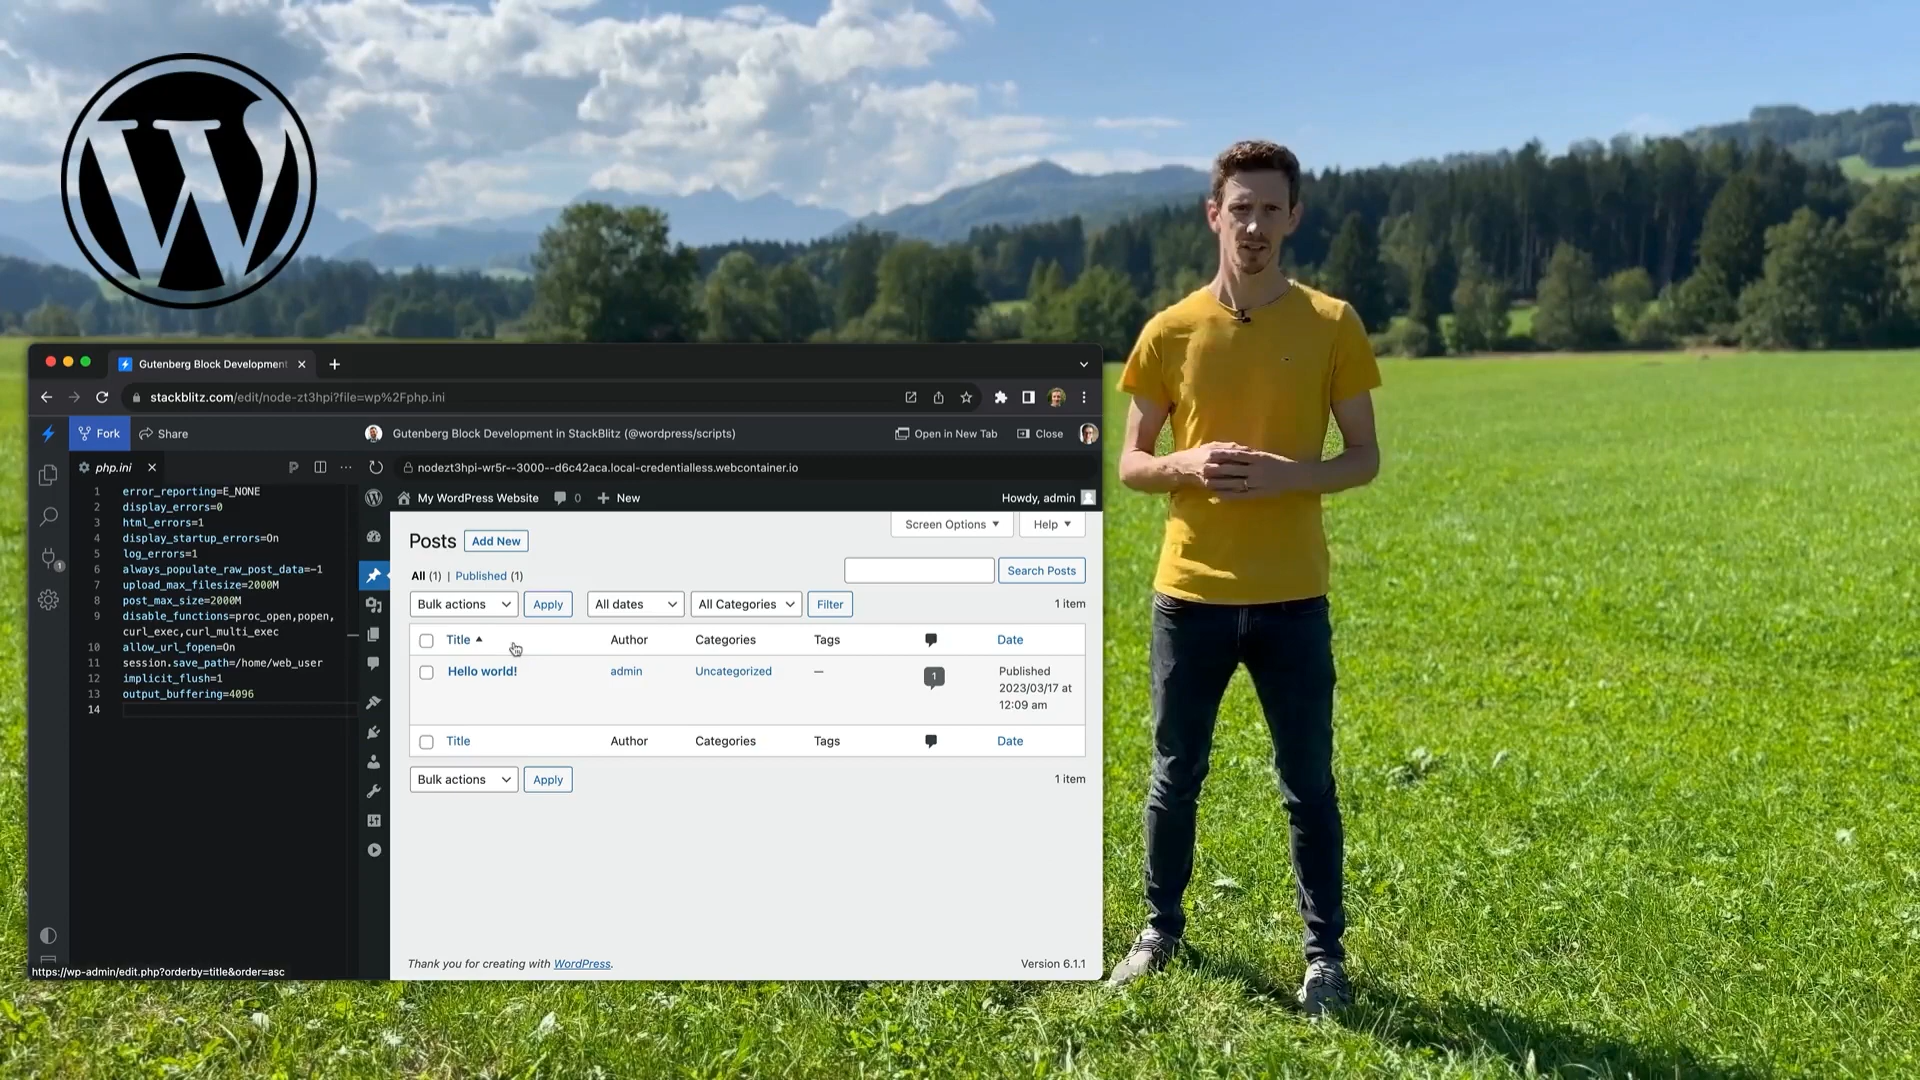 W
Gutenberg Block Development
stackblitz.com/edit/node-zt3hpi?file=wp%2Fphp.ini
Fork
Share
Gutenberg Block Development in StackBlitz (@wordpress/scripts)
Open in New Tab
Close
php.ini
nodezt3hpi-wr5r--3000--d6c42aca.local-credentialless.webcontainer.io
1 error_reporting=E_NONE
2 display_errors=0
3 html_errors=1
4 display_startup_errors=On
5 log_errors=1
6 always_populate_raw_post_data=-1
7 upload_max_filesize=2000M
8 post_max_size=2000M
9 disable_functions=proc_open,popen,
curl_exec,curl_multi_exec
10 allow_url_fopen=On
11 session.save_path=/home/web_user
12 implicit_flush=1
13 output_buffering=4096
14
1
My WordPress Website 0 New Howdy, admin
Screen Options Help
Posts Add New
All (1) | Published (1)
Search Posts
Bulk actions Apply All dates All Categories Filter 1 item
Title Author Categories Tags Date
Hello world! admin Uncategorized — 1 Published
2023/03/17 at
12:09 am
Title Author Categories Tags Date
Bulk actions Apply 1 item
Thank you for creating with WordPress. Version 6.1.1
https://wp-admin/edit.php?orderby=title&order=asc